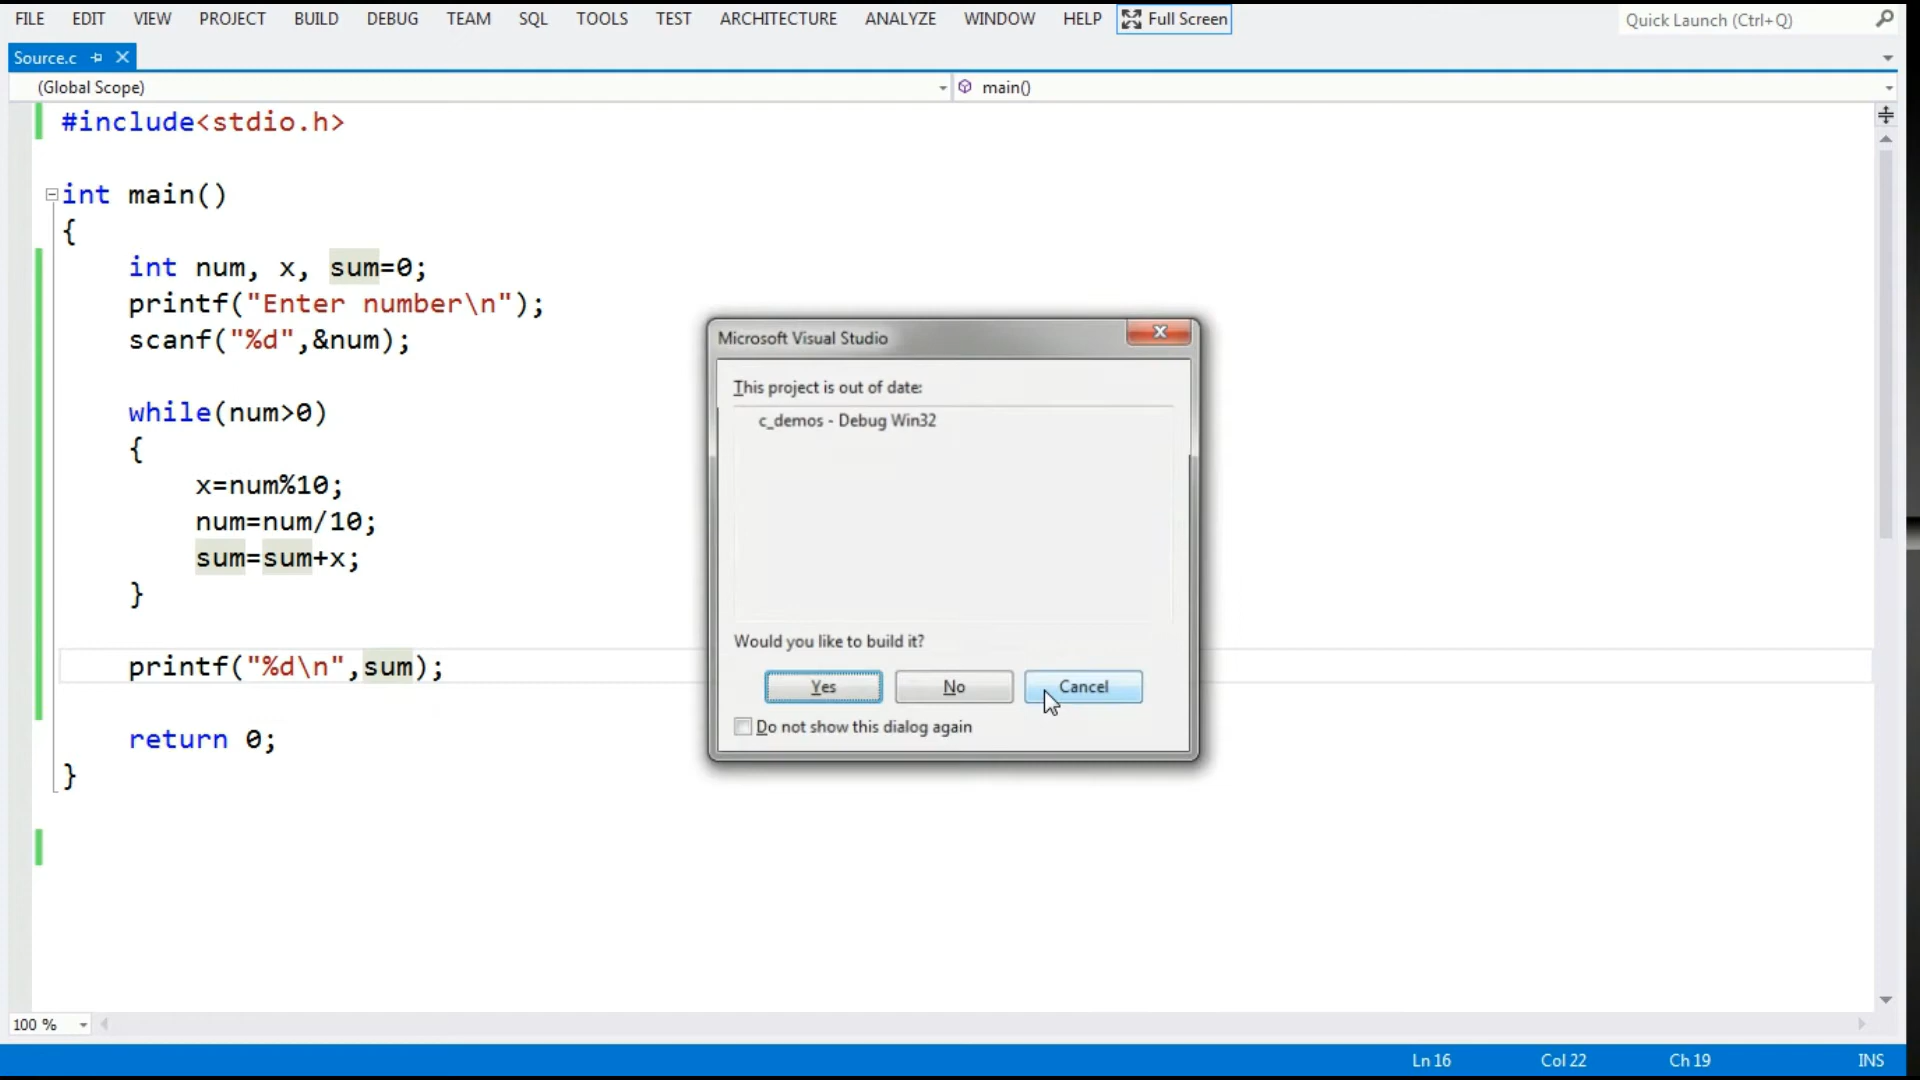 FILE EDIT VIEW PROJECT BUILD DEBUG TEAM SQL TOOLS TEST ARCHITECTURE ANALYZE WINDOW HELP Full Screen Quick Launch (Ctrl+Q)
Source.c
(Global Scope) main()
#include<stdio.h>
int main()
{
int num, x, sum=0;
printf("Enter number\n");
scanf("%d",&num);
while(num>0)
{
x=num%10;
num=num/10;
sum=sum+x;
}
printf("%d\n",sum);
return 0;
}
Microsoft Visual Studio
This project is out of date:
c_demos - Debug Win32
Would you like to build it?
Yes No Cancel
Do not show this dialog again
100 %
Ln 16 Col 22 Ch 19 INS